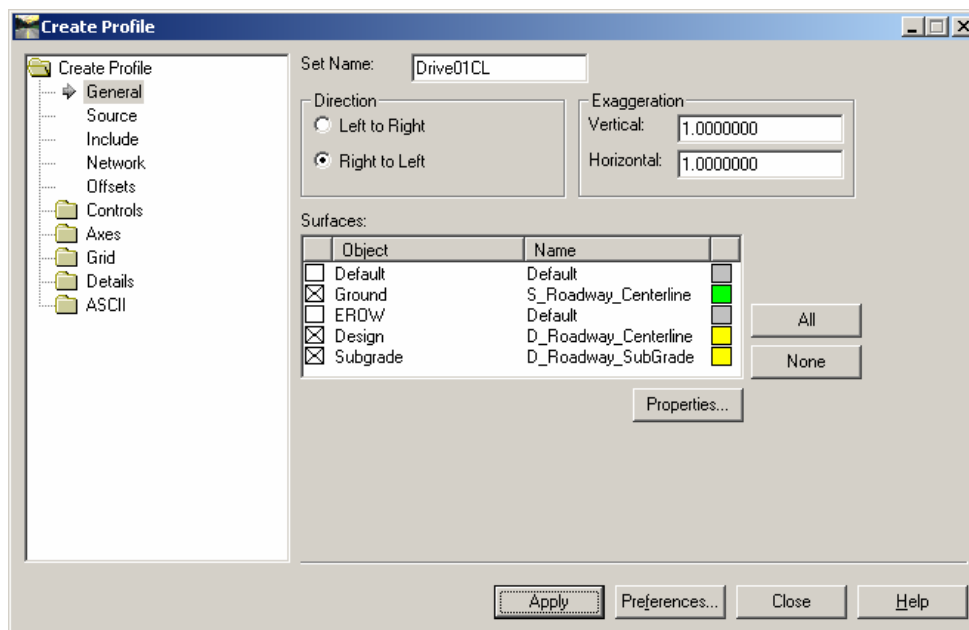 Create Profile
Create Profile
General
Source
Include
Network
Offsets
Controls
Axes
Grid
Details
ASCII
Set Name: Drive01CL
Direction
Left to Right
Right to Left
Exaggeration
Vertical: 1.0000000
Horizontal: 1.0000000
Surfaces:
Object Name
Default Default
Ground S_Roadway_Centerline
EROW Default
Design D_Roadway_Centerline
Subgrade D_Roadway_SubGrade
All
None
Properties...
Apply Preferences... Close Help